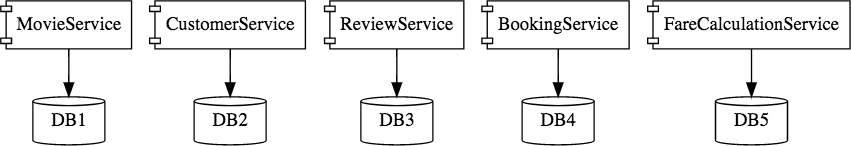 MovieService
CustomerService
ReviewService
BookingService
FareCalculationService
DB1
DB2
DB3
DB4
DB5